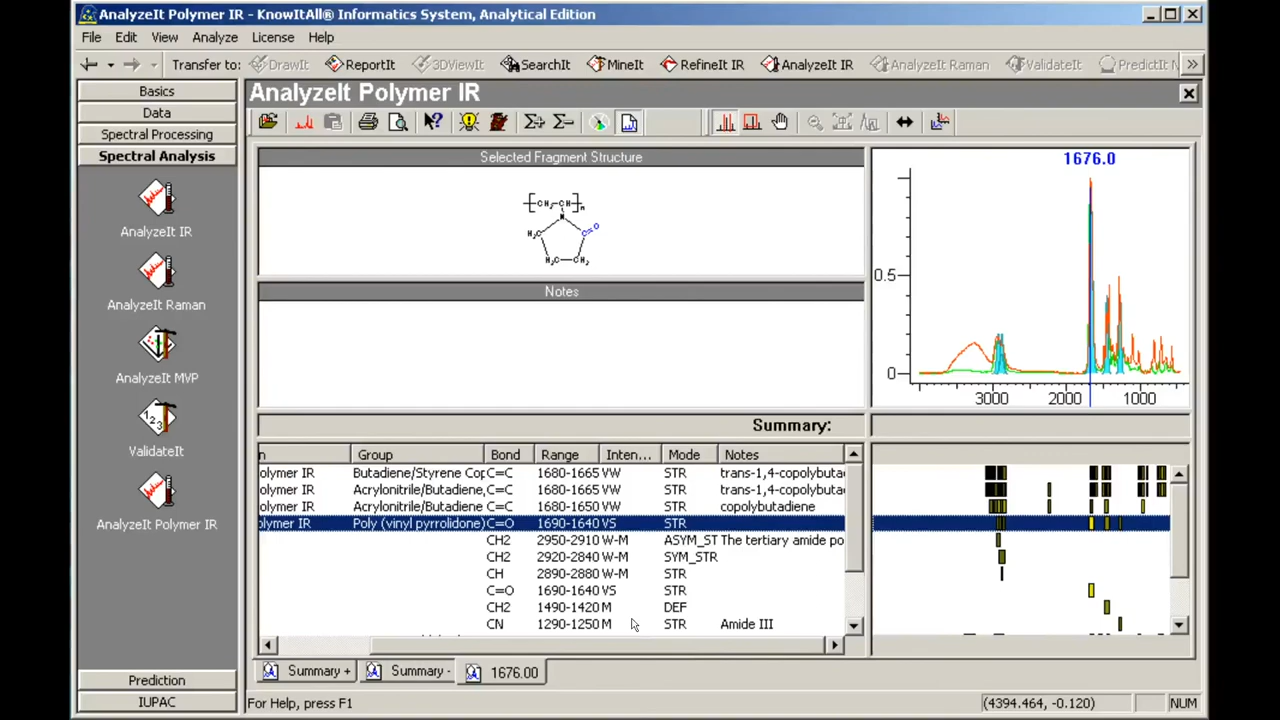 AnalyzeIt Polymer IR - KnowItAll® Informatics System, Analytical Edition
File Edit View Analyze License Help
Transfer to: DrawIt ReportIt 3DViewIt SearchIt MineIt RefineIt IR AnalyzeIt IR AnalyzeIt Raman ValidateIt PredictIt N
Basics
Data
Spectral Processing
Spectral Analysis
AnalyzeIt IR
AnalyzeIt Raman
AnalyzeIt MVP
ValidateIt
AnalyzeIt Polymer IR
Prediction
IUPAC
AnalyzeIt Polymer IR
Selected Fragment Structure
CH2-CH n
N
H2C O
H2C-CH2
Notes
1676.0
0.5
0
3000 2000 1000
Summary:
n Group Bond Range Inten... Mode Notes
olymer IR Butadiene/Styrene Cop C=C 1680-1665 VW STR trans-1,4-copolybuta
olymer IR Acrylonitrile/Butadiene, C=C 1680-1665 VW STR trans-1,4-copolybuta
olymer IR Acrylonitrile/Butadiene, C=C 1680-1650 VW STR copolybutadiene
olymer IR Poly (vinyl pyrrolidone) C=O 1690-1640 VS STR
CH2 2950-2910 W-M ASYM_ST The tertiary amide po
CH2 2920-2840 W-M SYM_STR
CH 2890-2880 W-M STR
C=O 1690-1640 VS STR
CH2 1490-1420 M DEF
CN 1290-1250 M STR Amide III
Summary + Summary - 1676.00
For Help, press F1 (4394.464, -0.120) NUM